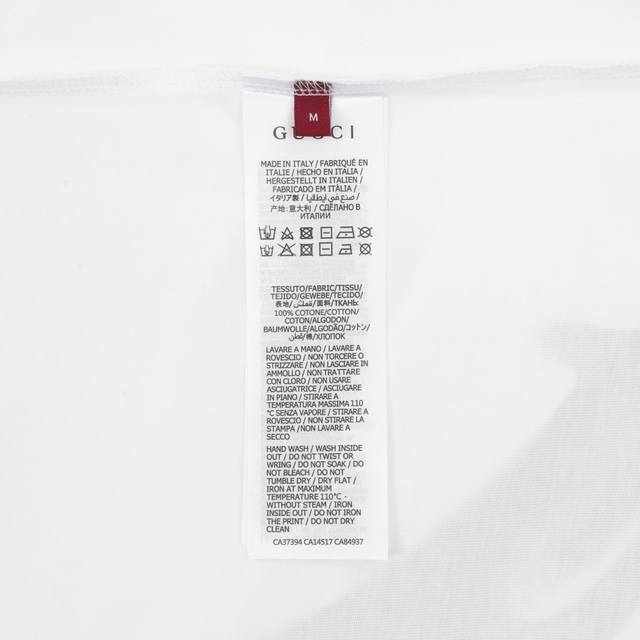 M
GUCCI
MADE IN ITALY / FABRIQUÉ EN
ITALIE / HECHO EN ITALIA /
HERGESTELLT IN ITALIEN /
FABRICADO EM ITÀLIA /
イタリア製 / صنع في ايطاليا /
产地:意大利 / СДЕЛАНО В
ИТАЛИИ
TESSUTO/FABRIC/TISSU/
TEJIDO/GEWEBE/TECIDO/
表地/قماش/面料/ТКАНЬ:
100% COTONE/COTTON/
COTON/ALGODON/
BAUMWOLLE/ALGODÃO/コットン/
قطن/棉/ХЛОПОК
LAVARE A MANO / LAVARE A
ROVESCIO / NON TORCERE O
STRIZZARE / NON LASCIARE IN
AMMOLLO / NON TRATTARE
CON CLORO / NON USARE
ASCIUGATRICE / ASCIUGARE
IN PIANO / STIRARE A
TEMPERATURA MASSIMA 110
°C SENZA VAPORE / STIRARE A
ROVESCIO / NON STIRARE LA
STAMPA /NON LAVARE A
SECCO
HAND WASH / WASH INSIDE
OUT / DO NOT TWIST OR
WRING / DO NOT SOAK / DO
NOT BLEACH / DO NOT
TUMBLE DRY / DRY FLAT /
IRON AT MAXIMUM
TEMPERATURE 110°C -
WITHOUT STEAM / IRON
INSIDE OUT / DO NOT IRON
THE PRINT / DO NOT DRY
CLEAN
CA37394 CA14517 CA84937